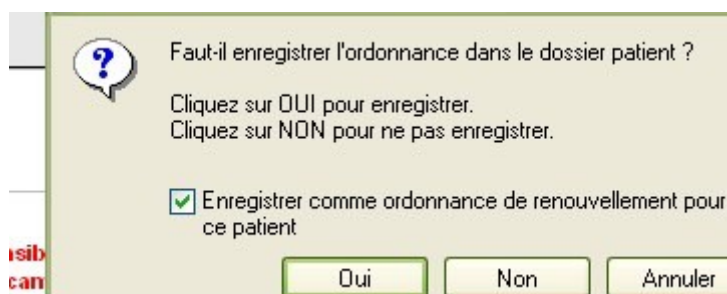 Faut-il enregistrer l'ordonnance dans le dossier patient ?
Cliquez sur OUI pour enregistrer.
Cliquez sur NON pour ne pas enregistrer.
Enregistrer comme ordonnance de renouvellement pour
ce patient
Oui
Non
Annuler